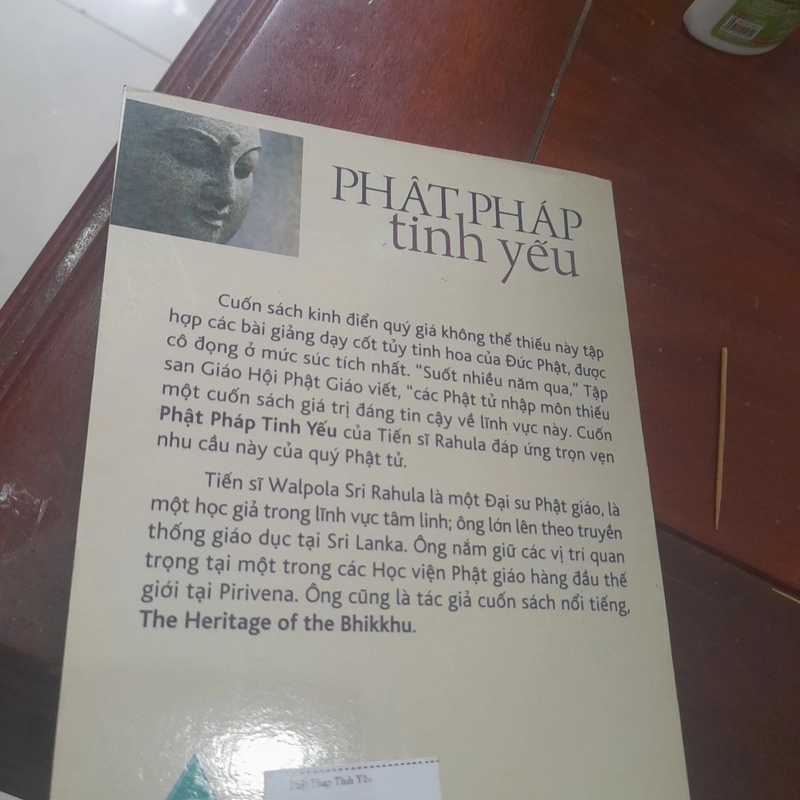 PHẬT PHÁP
tinh yếu
Cuốn sách kinh điển quý giá không thể thiếu này tập
hợp các bài giảng dạy cốt tủy tinh hoa của Đức Phật, được
cô đọng ở mức súc tích nhất. “Suốt nhiều năm qua,” Tập
san Giáo Hội Phật Giáo viết, “các Phật tử nhập môn thiếu
một cuốn sách giá trị đáng tin cậy về lĩnh vực này. Cuốn
Phật Pháp Tinh Yếu của Tiến sĩ Rahula đáp ứng trọn vẹn
nhu cầu này của quý Phật tử.
Tiến sĩ Walpola Sri Rahula là một Đại sư Phật giáo, là
một học giả trong lĩnh vực tâm linh; ông lớn lên theo truyền
thống giáo dục tại Sri Lanka. Ông nắm giữ các vị trí quan
trọng tại một trong các Học viện Phật giáo hàng đầu thế
giới tại Pirivena. Ông cũng là tác giả cuốn sách nổi tiếng,
The Heritage of the Bhikkhu.
Phật Pháp Tinh Yếu